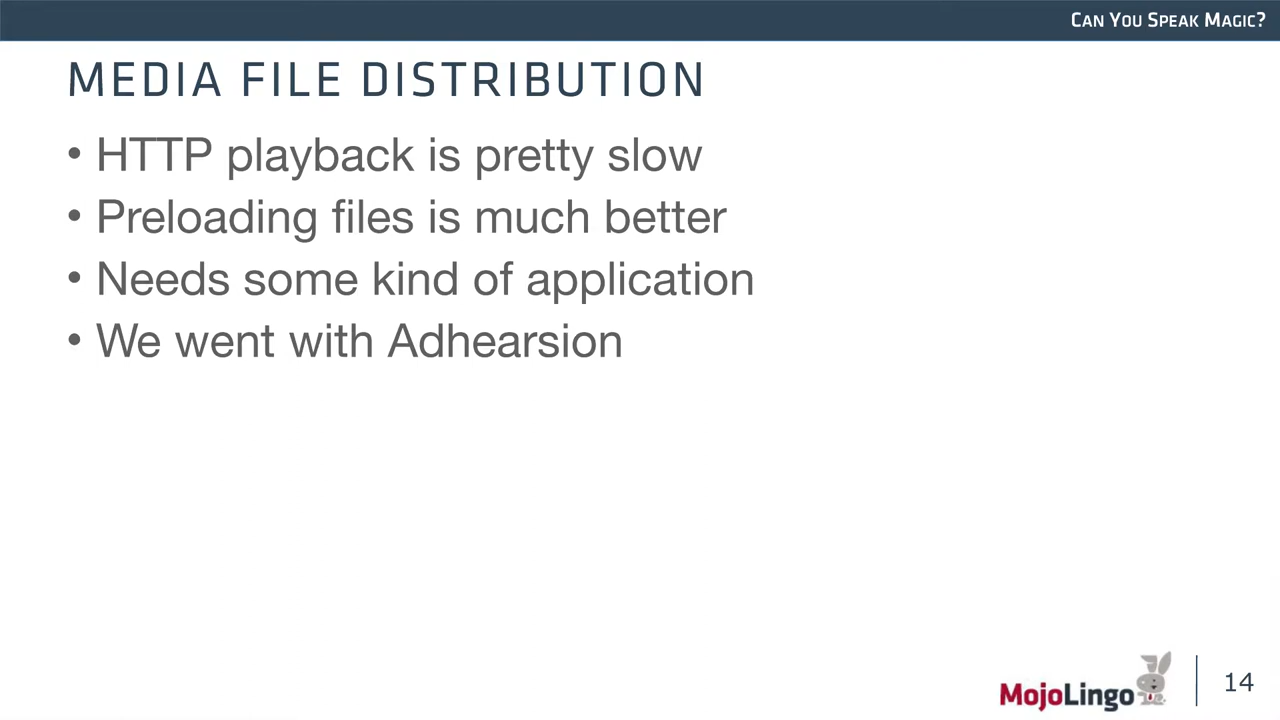 Can You Speak Magic?
MEDIA FILE DISTRIBUTION
• HTTP playback is pretty slow
• Preloading files is much better
• Needs some kind of application
• We went with Adhearsion
MojoLingo
14